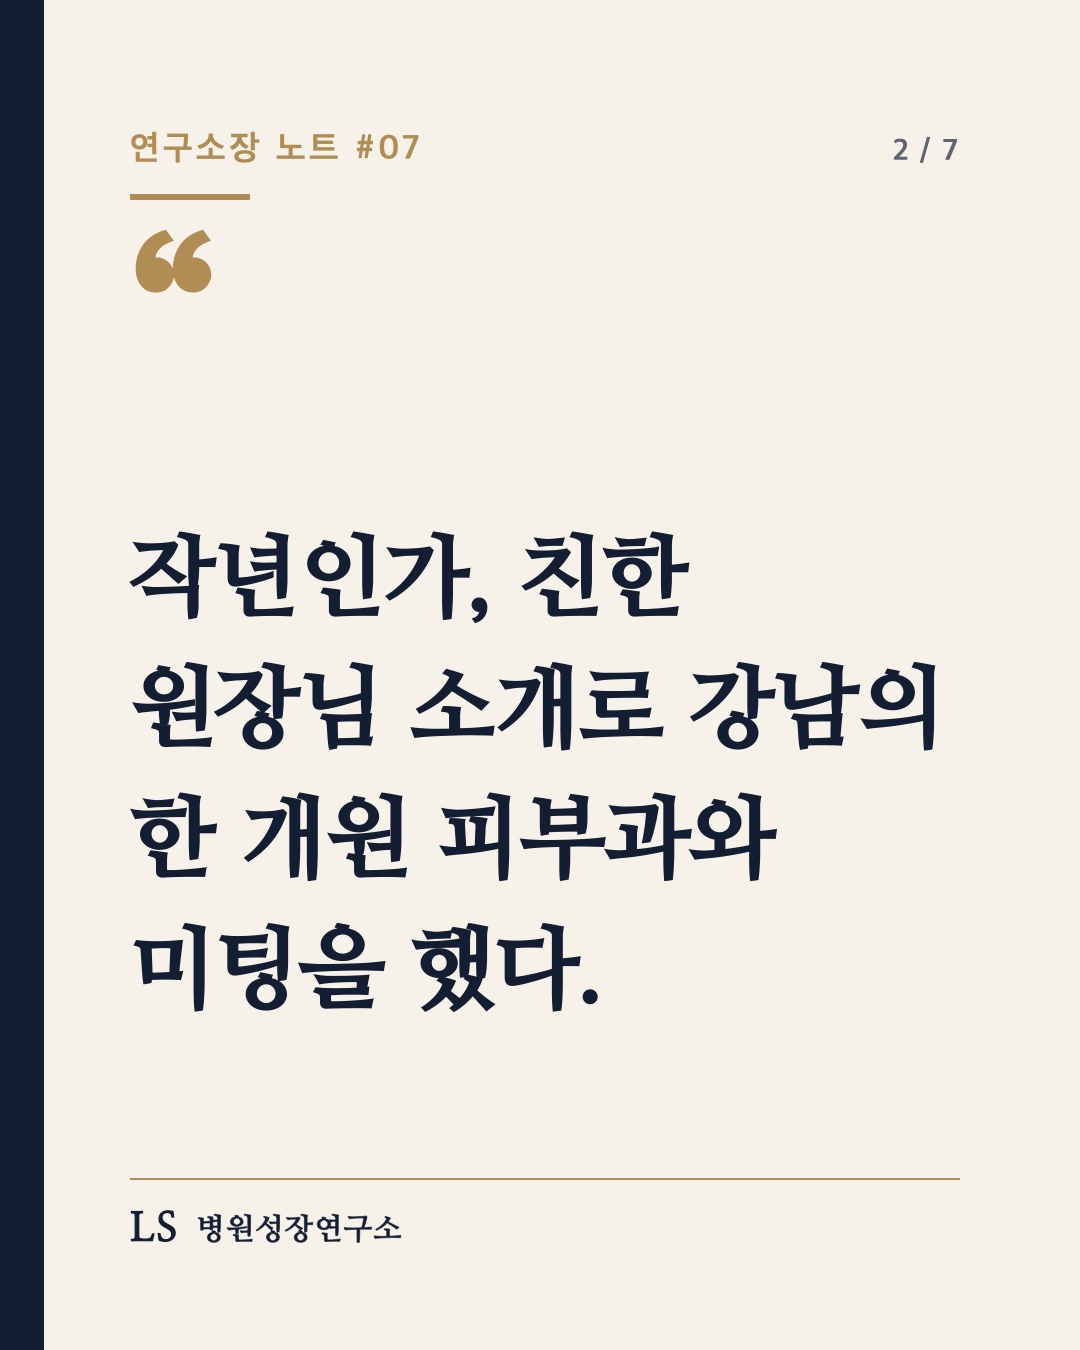 연구소장 노트 #07
2 / 7
“
작년인가, 친한
원장님 소개로 강남의
한 개원 피부과와
미팅을 했다.
LS 병원성장연구소